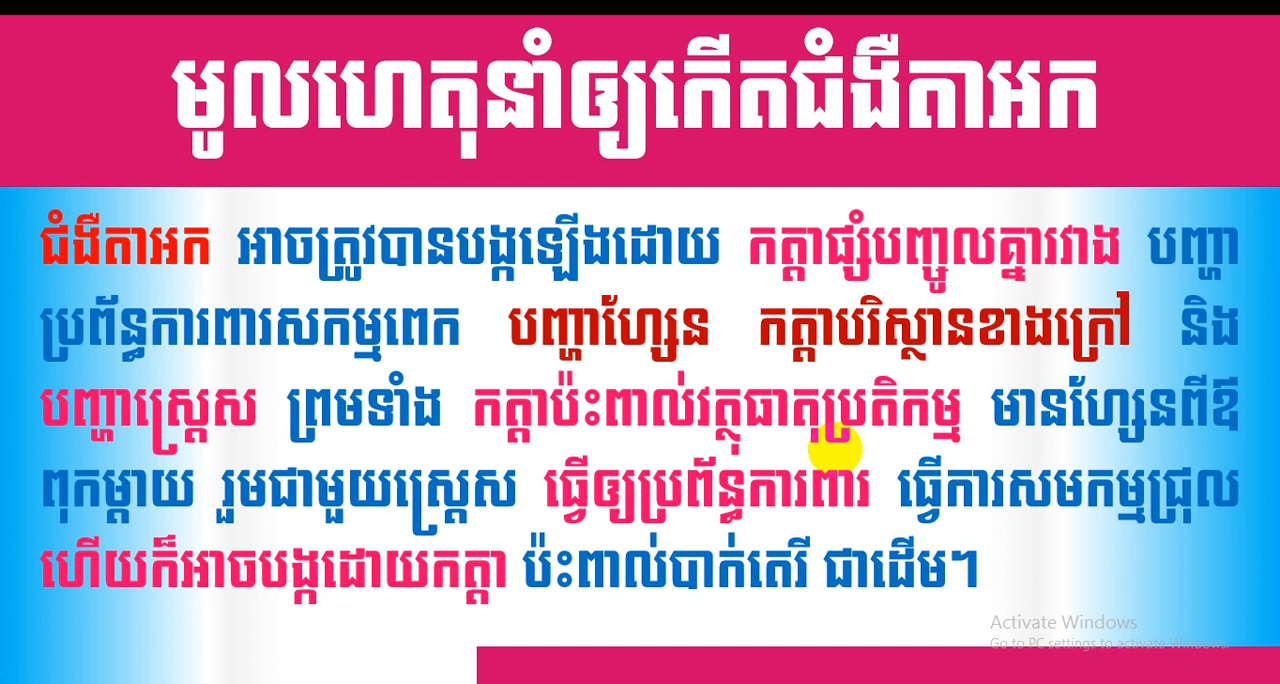 មូលហេតុនាំឲ្យកើតជំងឺតាអក
ជំងឺតាអក អាចត្រូវបានបង្កឡើងដោយ កត្តាផ្សំបញ្ចូលគ្នារវាង បញ្ហា
ប្រព័ន្ធការពារសកម្មពេក បញ្ហាហ្សែន កត្តាបរិស្ថានខាងក្រៅ និង
បញ្ហាស្ត្រេស ព្រមទាំង កត្តាប៉ះពាល់វត្ថុធាតុប្រតិកម្ម មានហ្សែនពីឪ
ពុកម្តាយ រួមជាមួយស្ត្រេស ធ្វើឲ្យប្រព័ន្ធការពារ ធ្វើការសមកម្មជ្រុល
ហើយក៏អាចបង្កដោយកត្តា ប៉ះពាល់បាក់តេរី ជាដើម។
Activate Windows
Go to PC settings to activate Windows.